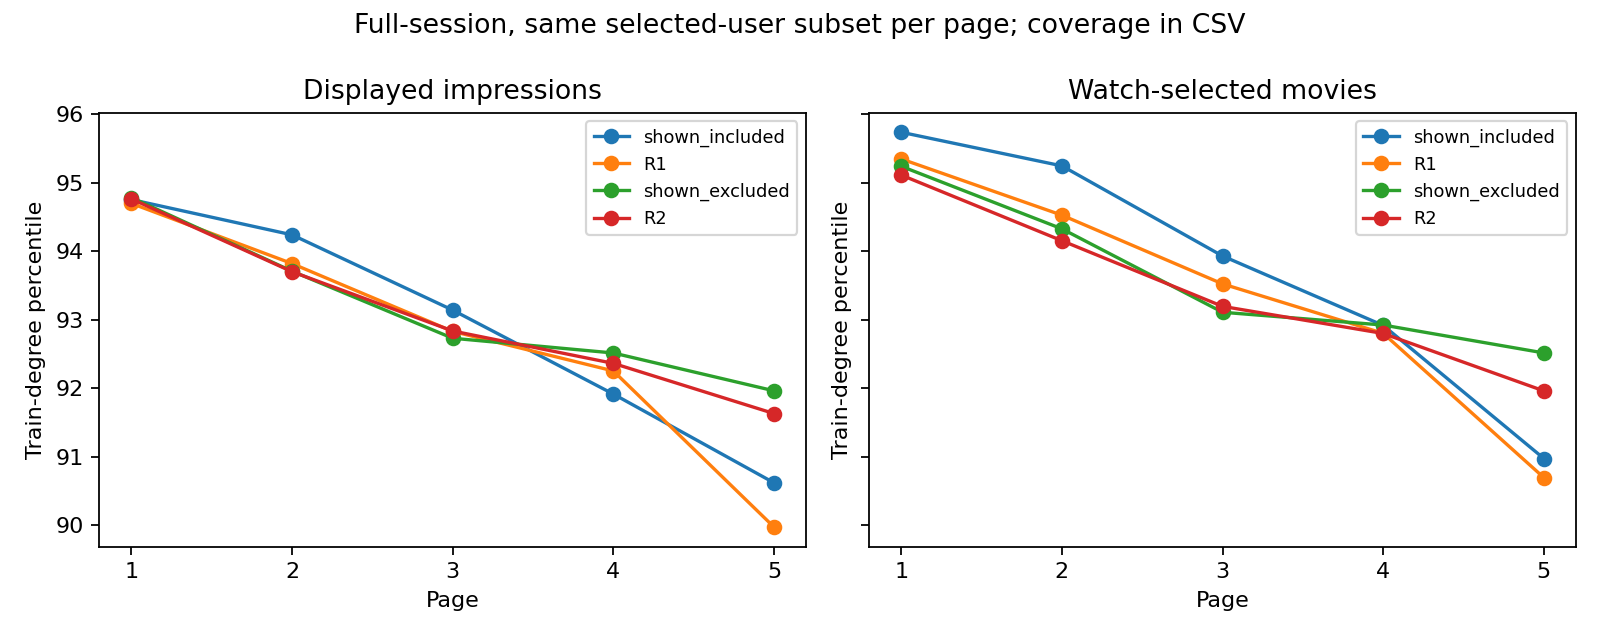 Full-session, same selected-user subset per page; coverage in CSV
Displayed impressions
Train-degree percentile
96
95
94
93
92
91
90
shown_included
R1
shown_excluded
R2
1 2 3 4 5
Page
Watch-selected movies
Train-degree percentile
shown_included
R1
shown_excluded
R2
1 2 3 4 5
Page